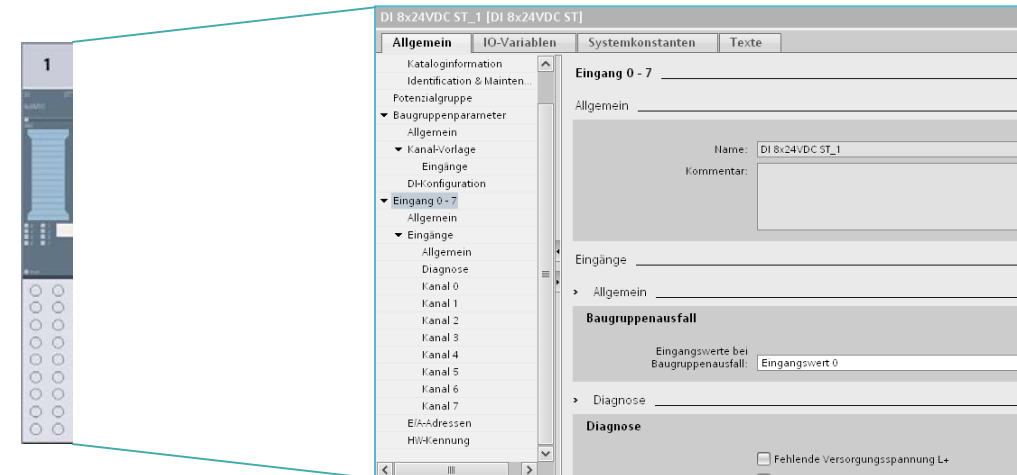 1
DI 8x24VDC ST_1 [DI 8x24VDC ST]
Allgemein
IO-Variablen
Systemkonstanten
Texte
Kataloginformation
Identification & Mainten...
Potenzialgruppe
Baugruppenparameter
Allgemein
Kanal-Vorlage
Eingänge
DI-Konfiguration
Eingang 0 - 7
Allgemein
Eingänge
Allgemein
Diagnose
Kanal 0
Kanal 1
Kanal 2
Kanal 3
Kanal 4
Kanal 5
Kanal 6
Kanal 7
E/A-Adressen
HW-Kennung
Eingang 0 - 7
Allgemein
Name: DI 8x24VDC ST_1
Kommentar:
Eingänge
Allgemein
Baugruppenausfall
Eingangswerte bei
Baugruppenausfall: Eingangswert 0
Diagnose
Diagnose
Fehlende Versorgungsspannung L+